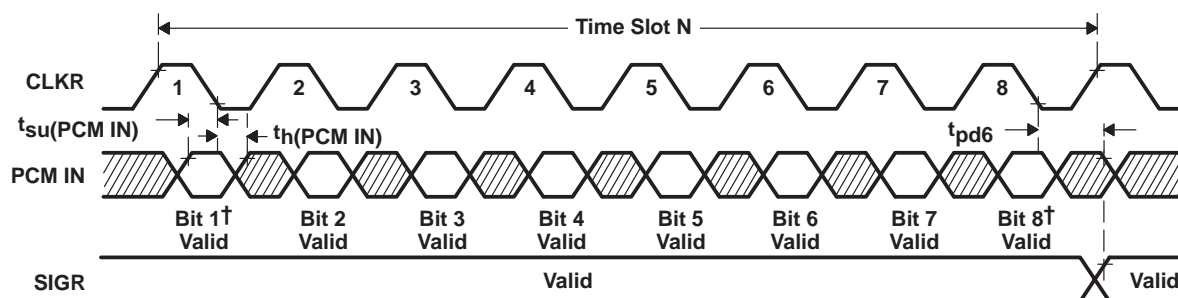 Time Slot N
CLKR
1 2 3 4 5 6 7 8
tsu(PCM IN)
th(PCM IN)
tpd6
PCM IN
Bit 1† Bit 2 Bit 3 Bit 4 Bit 5 Bit 6 Bit 7 Bit 8†
Valid Valid Valid Valid Valid Valid Valid Valid
SIGR
Valid Valid